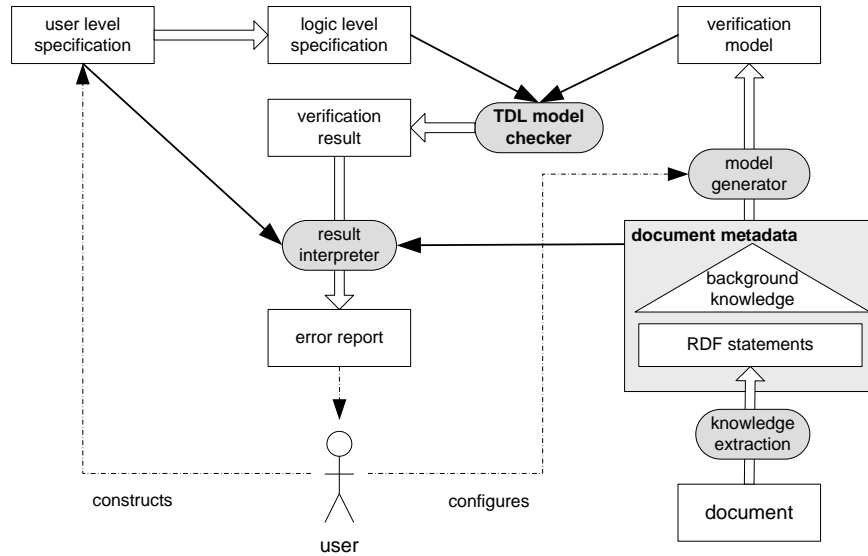 user level
specification
logic level
specification
verification
model
verification
result
TDL model
checker
model
generator
result
interpreter
document metadata
background
knowledge
error report
RDF statements
knowledge
extraction
constructs
configures
document
user